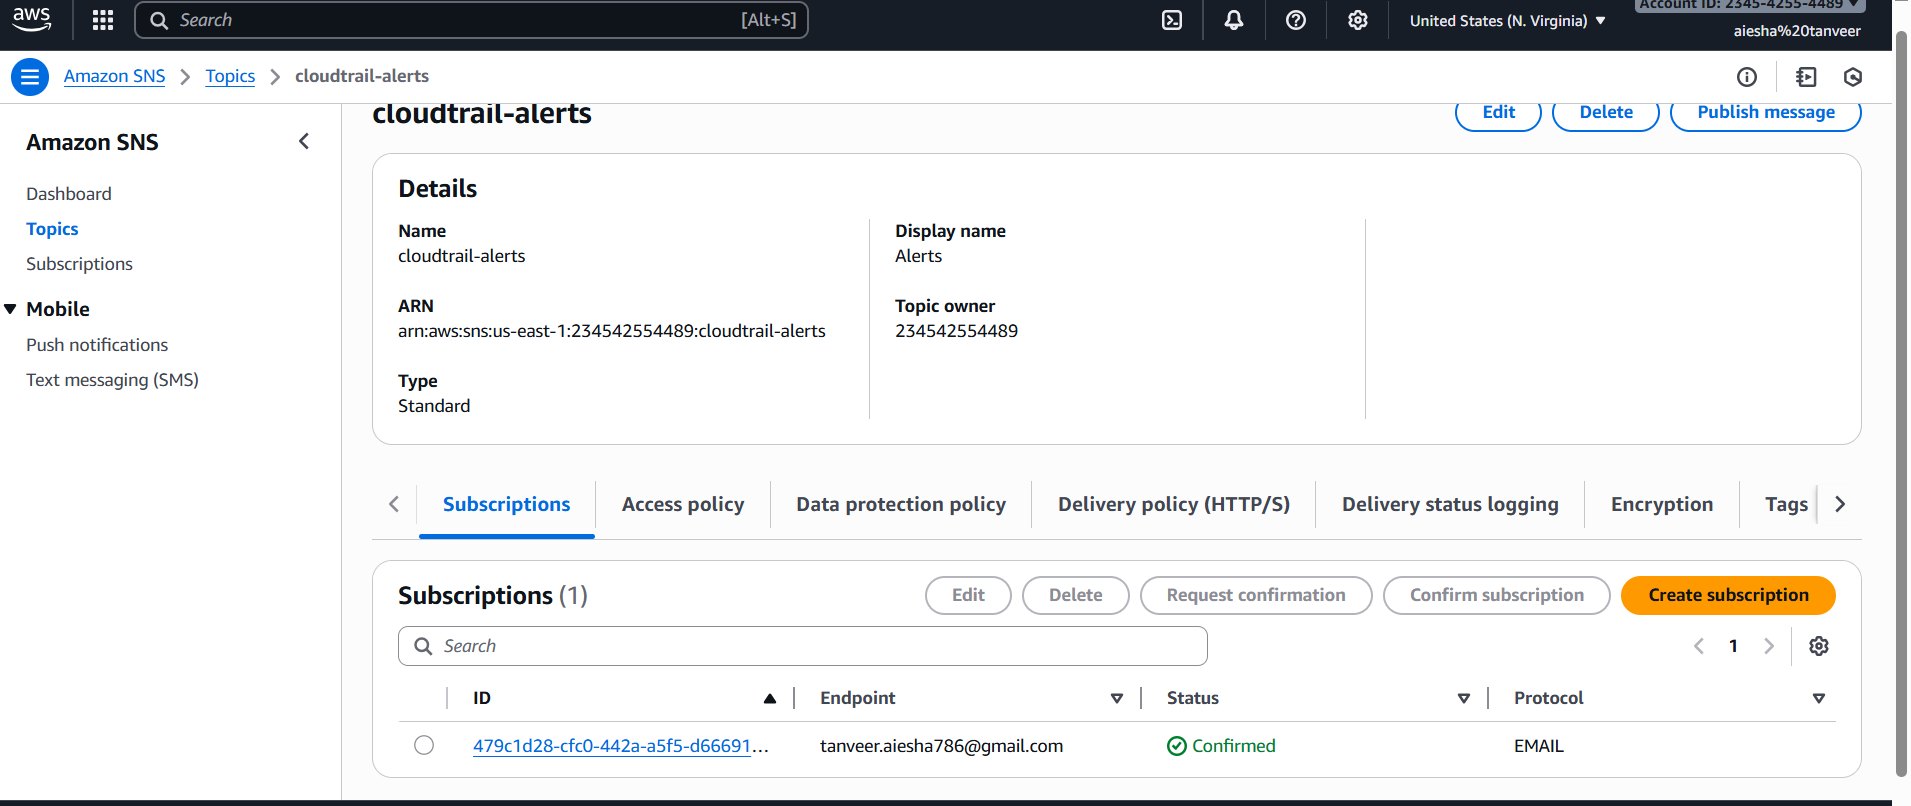 aws
Search
[Alt+S]
United States (N. Virginia)
Account ID: 2345-4255-4489
aiesha%20tanveer
Amazon SNS
Topics
cloudtrail-alerts
Amazon SNS
Dashboard
Topics
Subscriptions
Mobile
Push notifications
Text messaging (SMS)
cloudtrail-alerts
Edit
Delete
Publish message
Details
Name
cloudtrail-alerts
ARN
arn:aws:sns:us-east-1:234542554489:cloudtrail-alerts
Type
Standard
Display name
Alerts
Topic owner
234542554489
Subscriptions
Access policy
Data protection policy
Delivery policy (HTTP/S)
Delivery status logging
Encryption
Tags
Subscriptions (1)
Edit
Delete
Request confirmation
Confirm subscription
Create subscription
Search
1
ID
Endpoint
Status
Protocol
479c1d28-cfc0-442a-a5f5-d66691...
tanveer.aiesha786@gmail.com
Confirmed
EMAIL